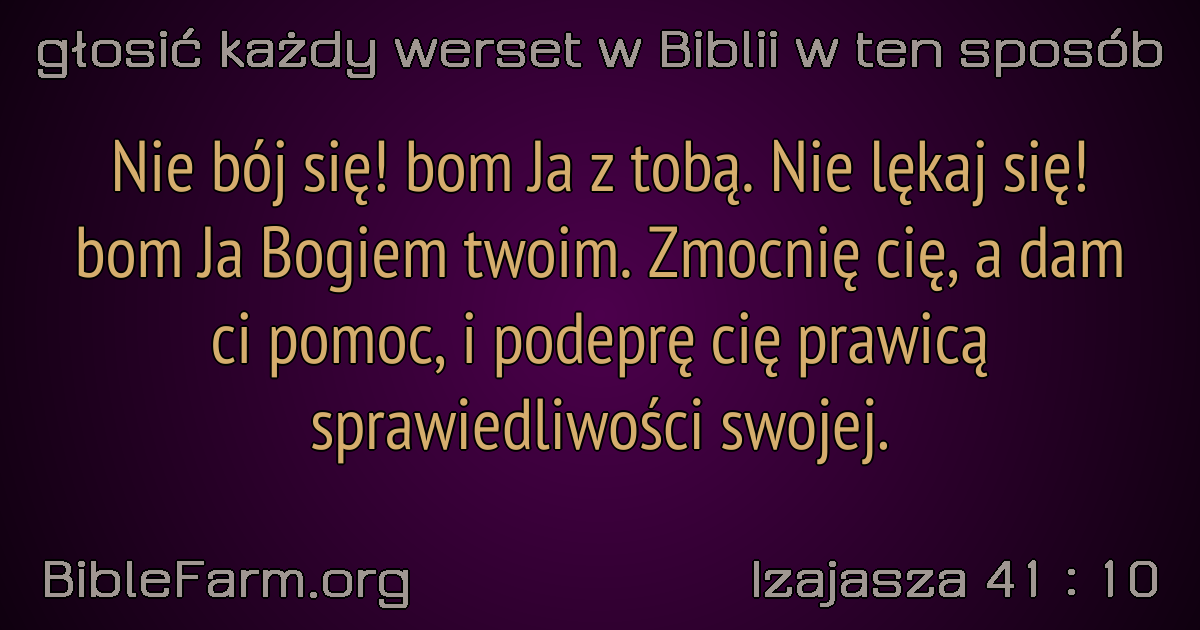 głosić każdy werset w Biblii w ten sposób
Nie bój się! bom Ja z tobą. Nie lękaj się!
bom Ja Bogiem twoim. Zmocnię cię, a dam
ci pomoc, i podeprę cię prawicą
sprawiedliwości swojej.
BibleFarm.org
Izajasza 41 : 10